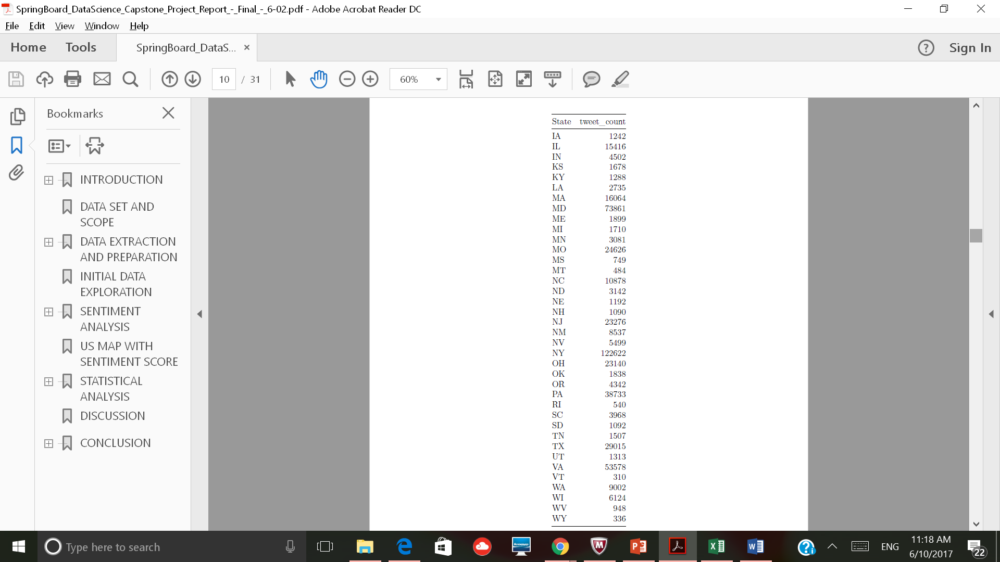 SpringBoard_DataScience_Capstone_Project_Report_-_Final_-_6-02.pdf - Adobe Acrobat Reader DC
File Edit View Window Help
Home Tools SpringBoard_DataS... × ? Sign In
10 / 31 60%
Bookmarks
INTRODUCTION
DATA SET AND
SCOPE
DATA EXTRACTION
AND PREPARATION
INITIAL DATA
EXPLORATION
SENTIMENT
ANALYSIS
US MAP WITH
SENTIMENT SCORE
STATISTICAL
ANALYSIS
DISCUSSION
CONCLUSION
State tweet_count
IA 1242
IL 15416
IN 4502
KS 1678
KY 1288
LA 2735
MA 16064
MD 73861
ME 1899
MI 1710
MN 3081
MO 24626
MS 749
MT 484
NC 10878
ND 3142
NE 1192
NH 1090
NJ 23276
NM 8537
NV 5499
NY 122622
OH 23140
OK 1838
OR 4342
PA 38733
RI 540
SC 3968
SD 1092
TN 1507
TX 29015
UT 1313
VA 53578
VT 310
WA 9002
WI 6124
WV 948
WY 336
Type here to search
lenovo
ENG
11:18 AM
6/10/2017
22